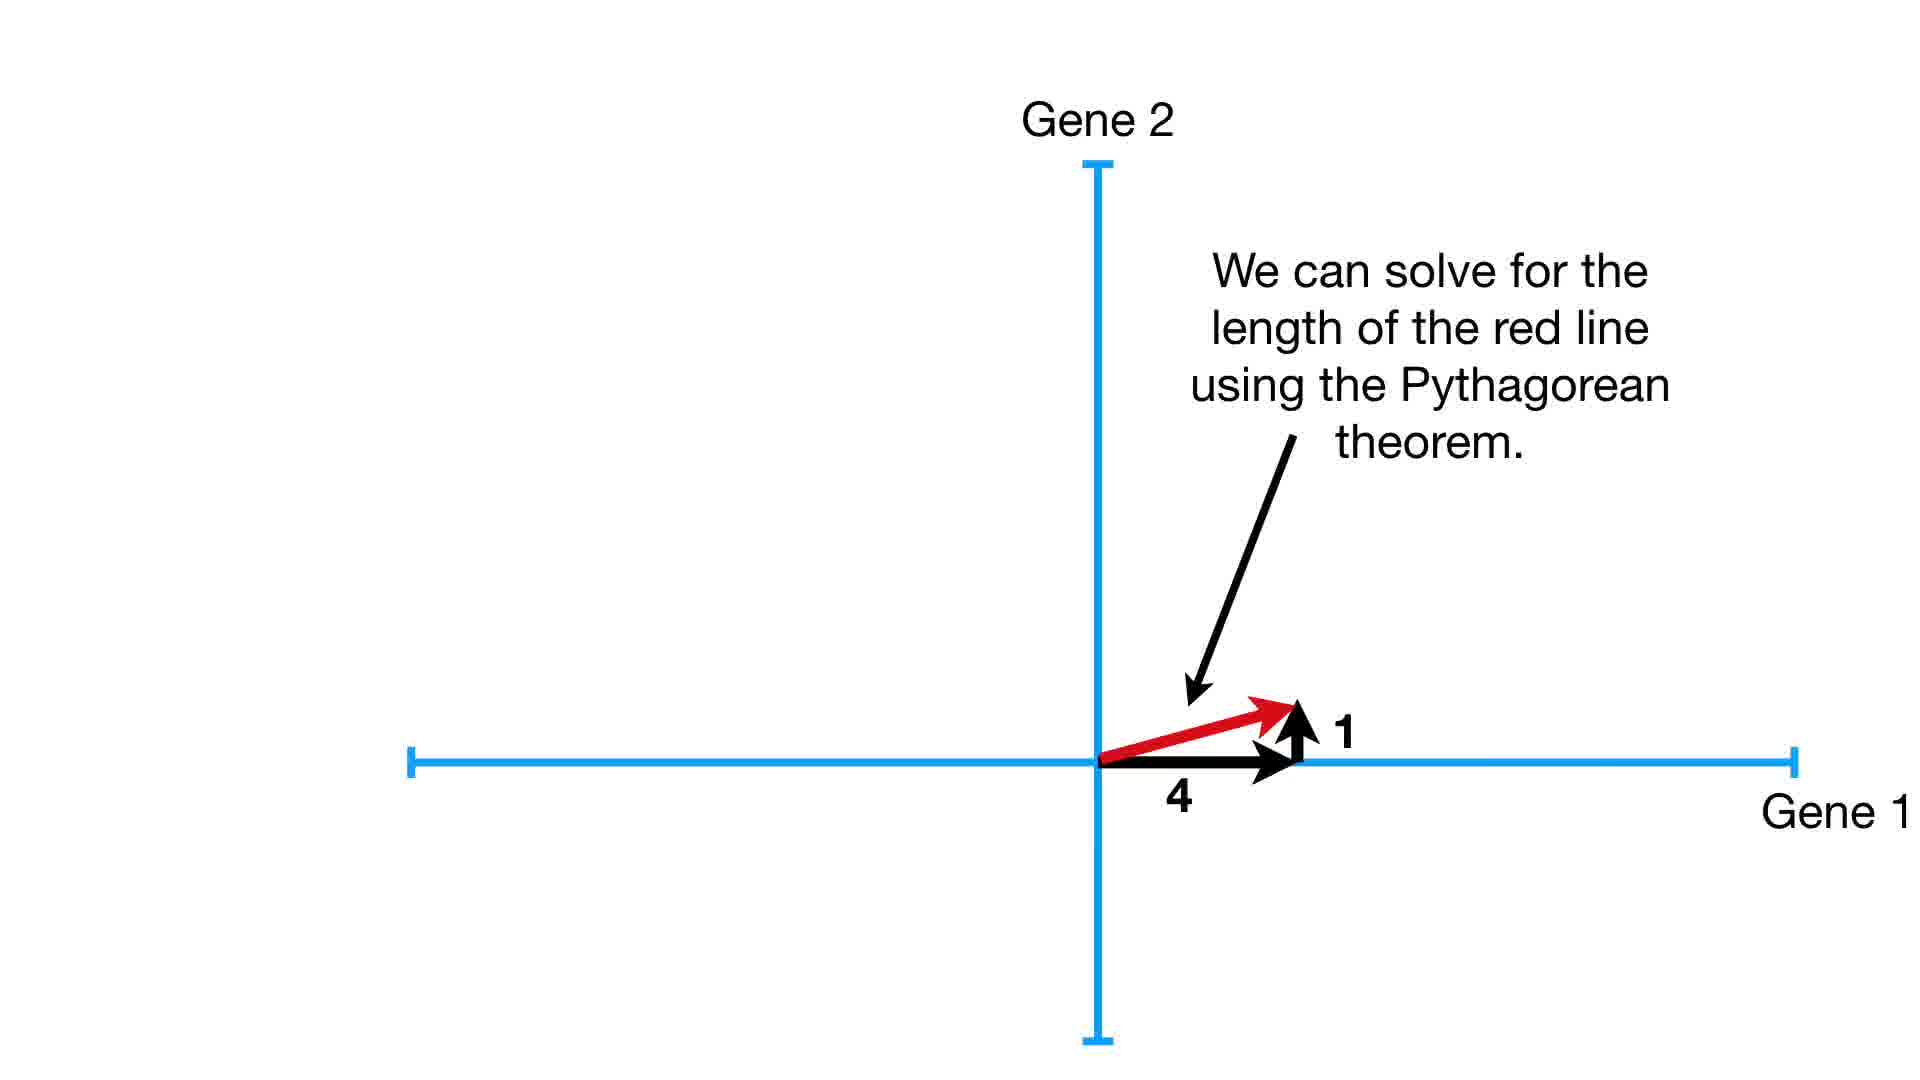 Gene 2
We can solve for the
length of the red line
using the Pythagorean
theorem.
1
4
Gene 1